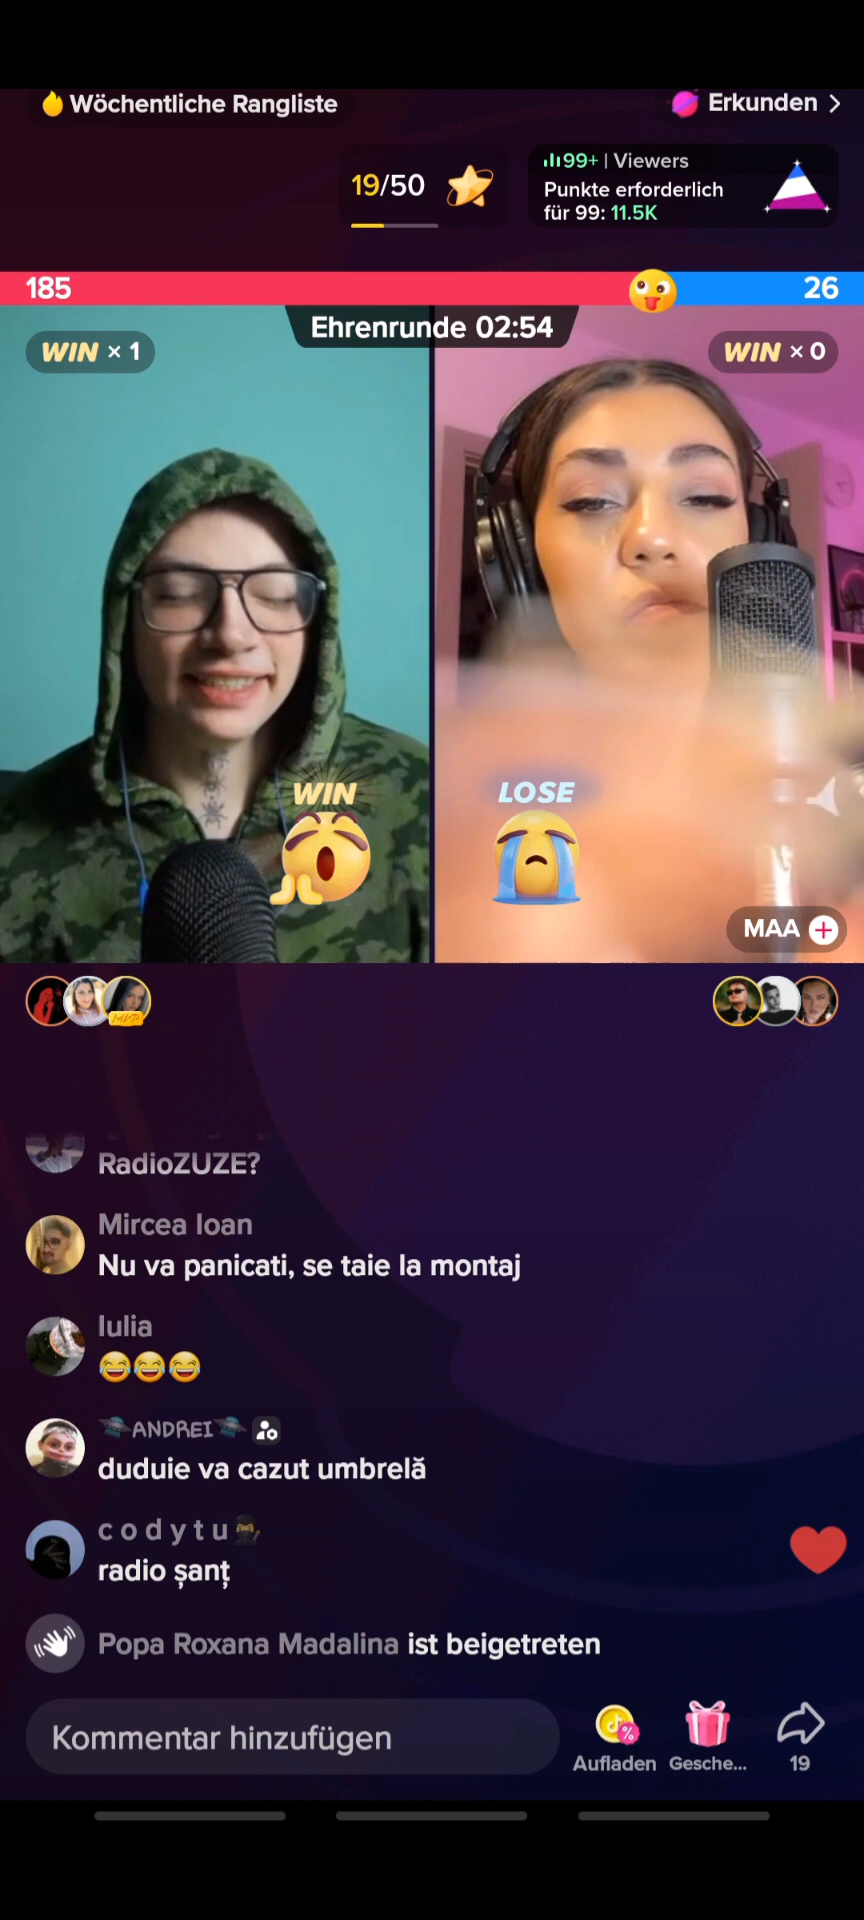 Wöchentliche Rangliste
Erkunden >
19/50
99+ | Viewers
Punkte erforderlich
für 99: 11.5K
185
26
Ehrenrunde 02:54
WIN × 1
WIN × 0
WIN
LOSE
MAA
MVP
RadioZUZE?
Mircea Ioan
Nu va panicati, se taie la montaj
Iulia
😂😂😂
🛸ANDREI🛸
duduie va cazut umbrelă
c o d y t u🥷
radio șanț
Popa Roxana Madalina ist beigetreten
Kommentar hinzufügen
Aufladen
Gesche...
19